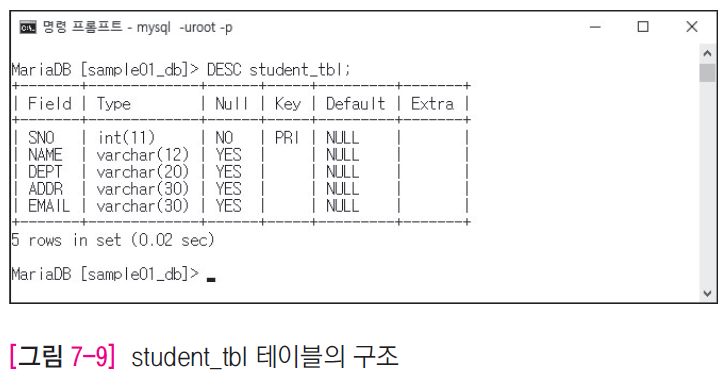 명령 프롬프트 - mysql -uroot -p
MariaDB [sample01_db]> DESC student_tbl;
+-------+-------------+------+-----+---------+-------+
| Field | Type | Null | Key | Default | Extra |
+-------+-------------+------+-----+---------+-------+
| SNO | int(11) | NO | PRI | NULL | |
| NAME | varchar(12) | YES | | NULL | |
| DEPT | varchar(20) | YES | | NULL | |
| ADDR | varchar(30) | YES | | NULL | |
| EMAIL | varchar(30) | YES | | NULL | |
+-------+-------------+------+-----+---------+-------+
5 rows in set (0.02 sec)
MariaDB [sample01_db]>
[그림 7-9] student_tbl 테이블의 구조